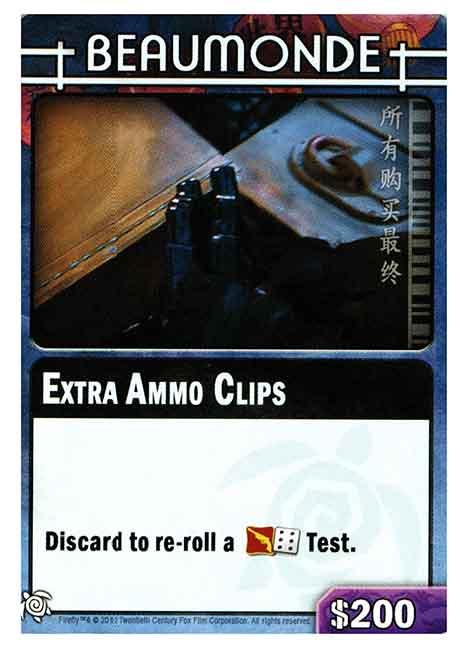 BEAUMONDE
所有购买最终
EXTRA AMMO CLIPS
Discard to re-roll a Test.
Firefly™& © 2013 Twentieth Century Fox Film Corporation. All rights reserved.
$200